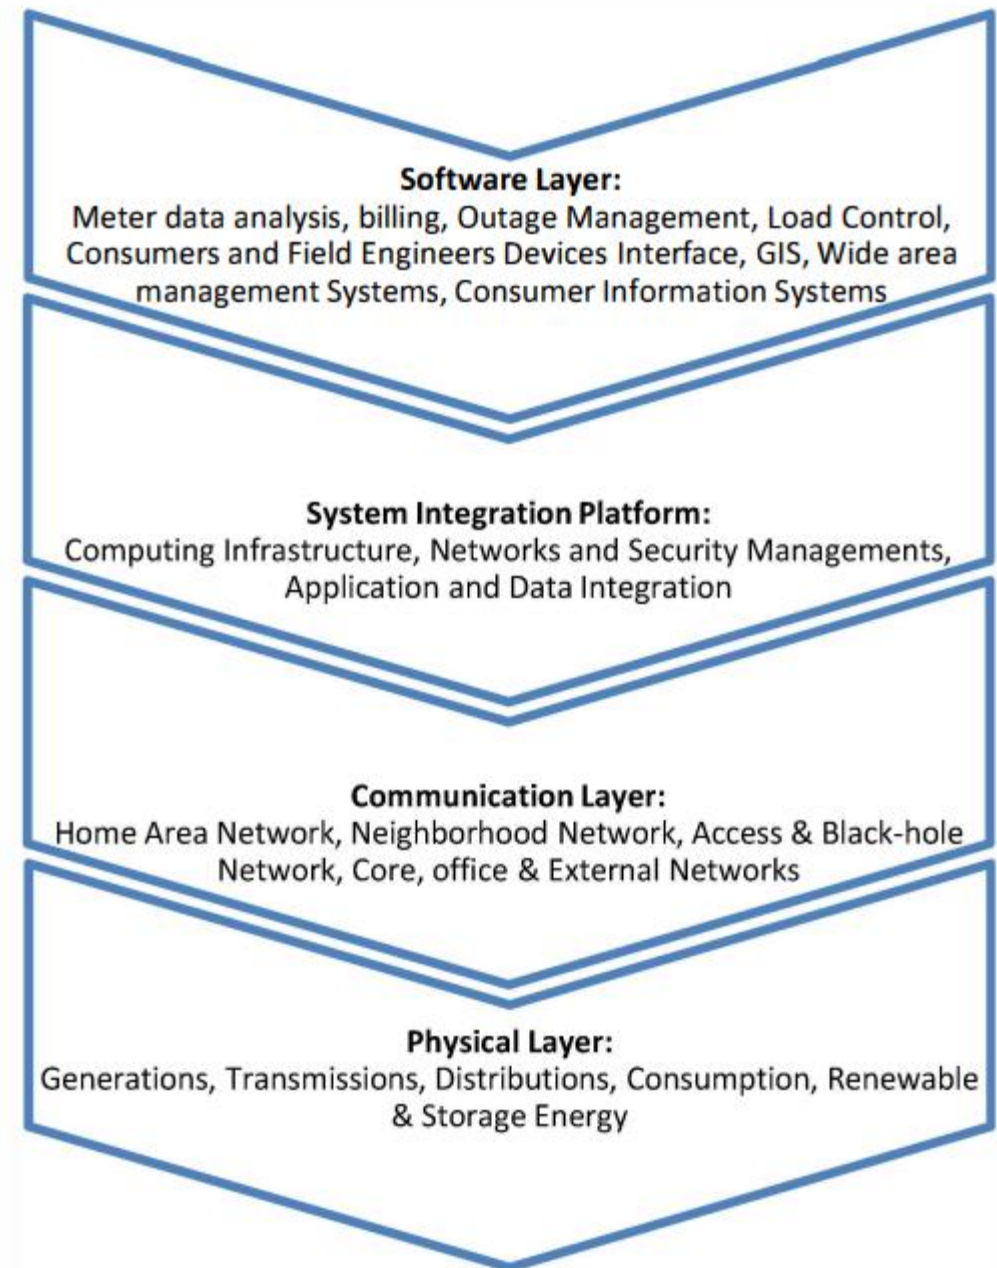 Software Layer:
Meter data analysis, billing, Outage Management, Load Control,
Consumers and Field Engineers Devices Interface, GIS, Wide area
management Systems, Consumer Information Systems
System Integration Platform:
Computing Infrastructure, Networks and Security Managements,
Application and Data Integration
Communication Layer:
Home Area Network, Neighborhood Network, Access & Black-hole
Network, Core, office & External Networks
Physical Layer:
Generations, Transmissions, Distributions, Consumption, Renewable
& Storage Energy